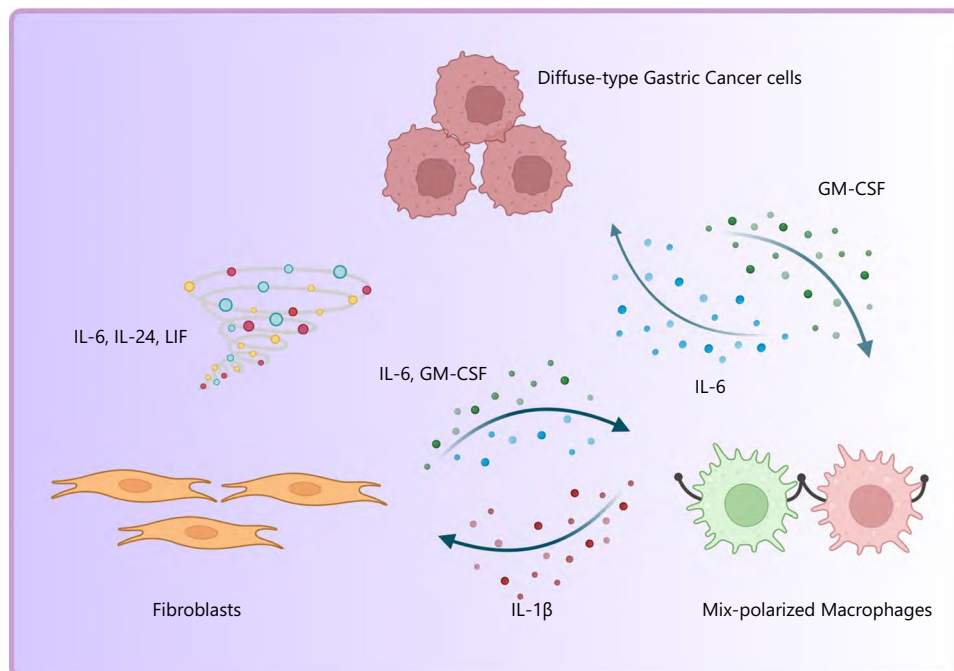 Diffuse-type Gastric Cancer cells
GM-CSF
IL-6, IL-24, LIF
IL-6, GM-CSF
IL-6
Fibroblasts
IL-1β
Mix-polarized Macrophages